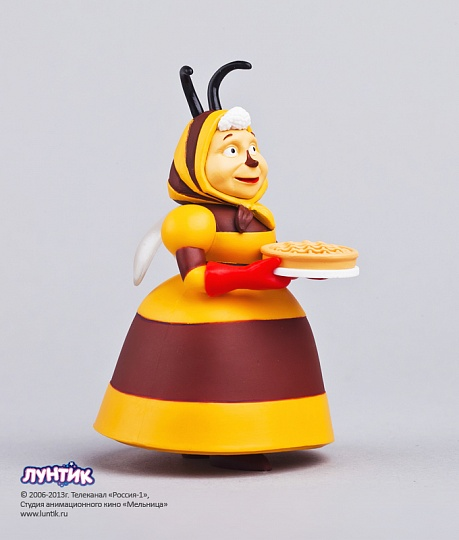 ЛУНТИК
© 2006-2013г. Телеканал «Россия-1»,
Студия анимационного кино «Мельница»
www.luntik.ru